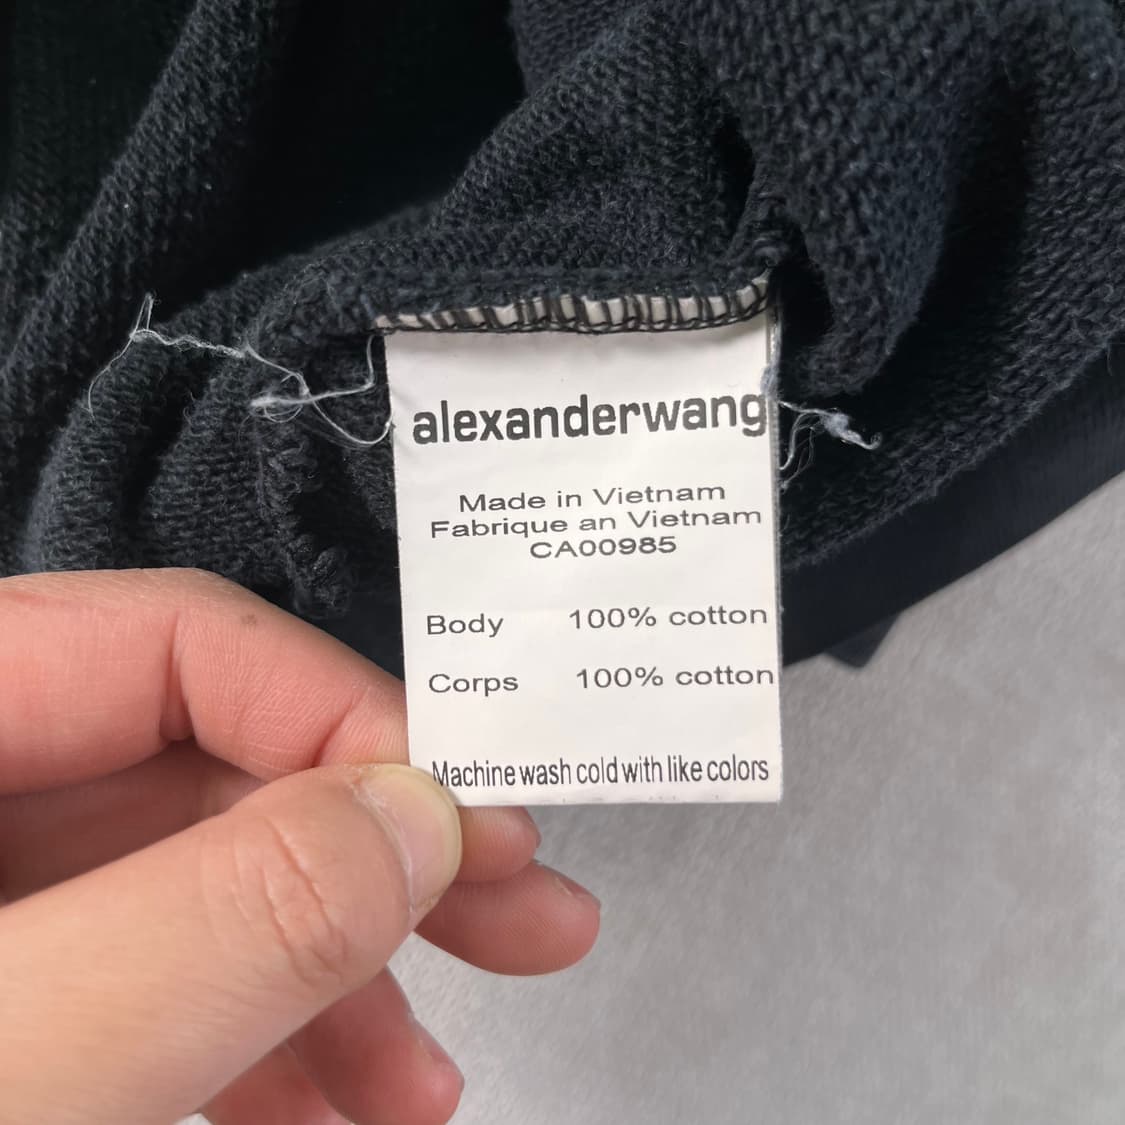 alexanderwang
Made in Vietnam
Fabrique an Vietnam
CA00985
Body 100% cotton
Corps 100% cotton
Machine wash cold with like colors